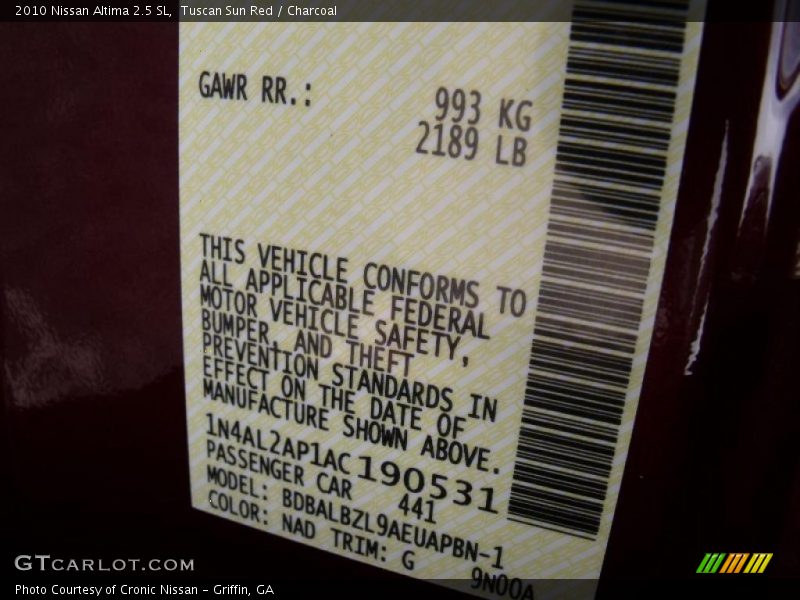 2010 Nissan Altima 2.5 SL, Tuscan Sun Red / Charcoal
GAWR RR.: 993 KG
2189 LB
THIS VEHICLE CONFORMS TO
ALL APPLICABLE FEDERAL
MOTOR VEHICLE SAFETY,
BUMPER, AND THEFT
PREVENTION STANDARDS IN
EFFECT ON THE DATE OF
MANUFACTURE SHOWN ABOVE.
1N4AL2AP1AC190531
PASSENGER CAR 441
MODEL: BDBALBZL9AEUAPBN-1
COLOR: NAD TRIM: G 9N00A
GTCARLOT.COM
Photo Courtesy of Cronic Nissan - Griffin, GA